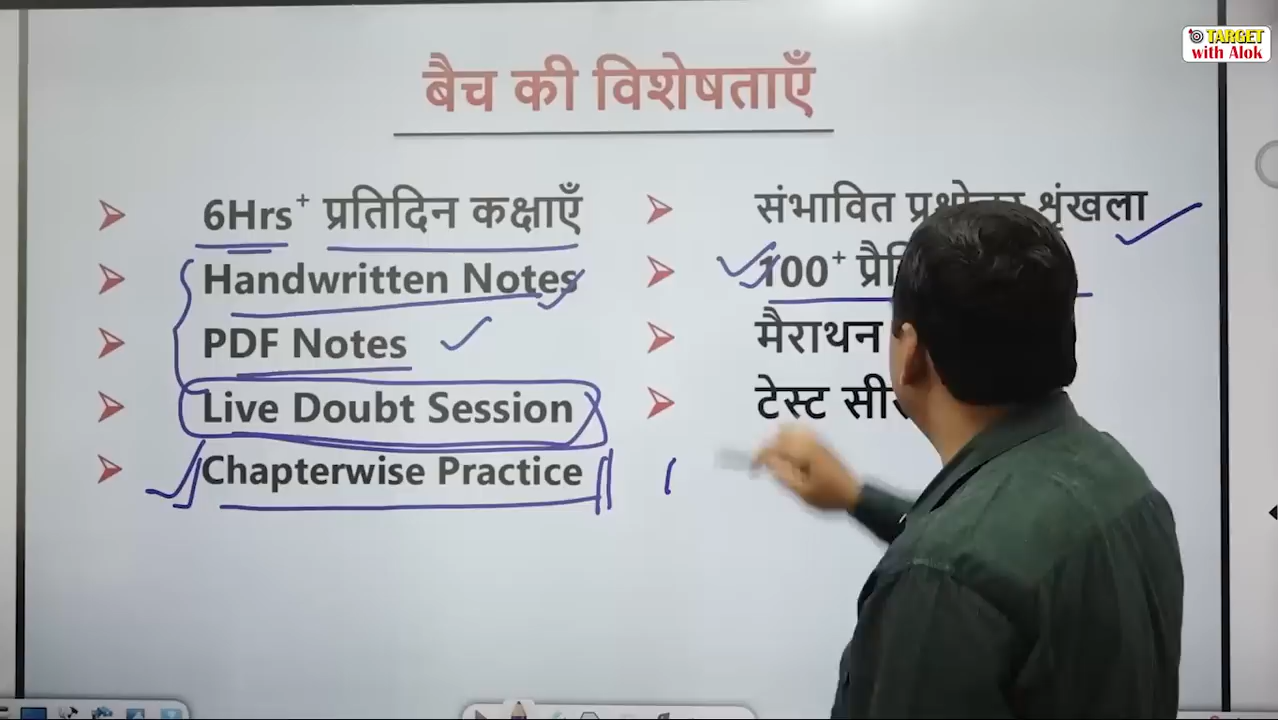 TARGET
with Alok
बैच की विशेषताएँ
6Hrs⁺ प्रतिदिन कक्षाएँ
Handwritten Notes
PDF Notes
Live Doubt Session
Chapterwise Practice
संभावित शृंखला
100⁺
मैराथन
टेस्ट